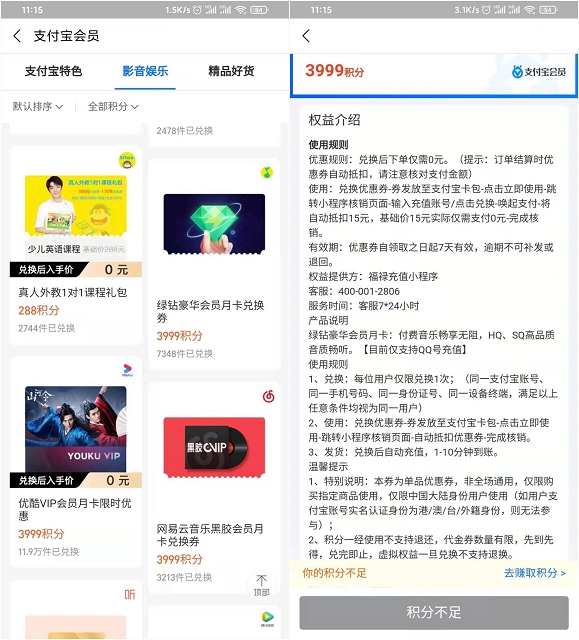 11:15
1.5K/s
54
支付宝会员
支付宝特色
影音娱乐
精品好货
默认排序
全部积分
2478件已兑换
51Talk
真人外教1对1课程礼包
少儿英语课程 基础价288元
兑换后入手价 0 元
真人外教1对1课程礼包
288积分
2744件已兑换
绿钻豪华会员月卡兑换
券
3999积分
7348件已兑换
YOUKU VIP
兑换后入手价 0 元
优酷VIP会员月卡限时优
惠
3999积分
11.9万件已兑换
黑胶VIP
网易云音乐黑胶会员月
卡兑换券
3999积分
3213件已兑换
听
顶部
11:15
3.1K/s
54
3999积分
支付宝会员
权益介绍
使用规则
优惠规则：兑换后下单仅需0元。（提示：订单结算时优
惠券自动抵扣，请注意核对支付金额）
使用：兑换优惠券-券发放至支付宝卡包-点击立即使用-跳
转小程序核销页面-输入充值账号/点击兑换-唤起支付-将
自动抵扣15元，基础价15元实际仅需支付0元-完成核
销。
有效期：优惠券自领取之日起7天有效，逾期不可补发或
退回。
权益提供方：福禄充值小程序
客服：400-001-2806
服务时间：客服7*24小时
产品说明
绿钻豪华会员月卡：付费音乐畅享无阻，HQ、SQ高品质
音质畅听。【目前仅支持QQ号充值】
使用规则
1、兑换：每位用户仅限兑换1次；（同一支付宝账号、
同一手机号码、同一身份证号、同一设备终端，满足以上
任意条件均视为同一用户）
2、使用：兑换优惠券-券发放至支付宝卡包-点击立即使
用-跳转小程序核销页面-自动抵扣优惠券-完成核销。
3、发货：兑换后自动充值，1-10分钟到账。
温馨提示
1、特别说明：本券为单品优惠券，非全场通用，仅限购
买指定商品使用，仅限中国大陆身份用户使用（如用户支
付宝账号实名认证身份为港/澳/台/外籍身份，则无法参
与）；
2、积分一经使用不支持退还，代金券数量有限，先到先
得，兑完即止，虚拟权益一旦兑换不支持退换。
你的积分不足
去赚取积分 >
积分不足